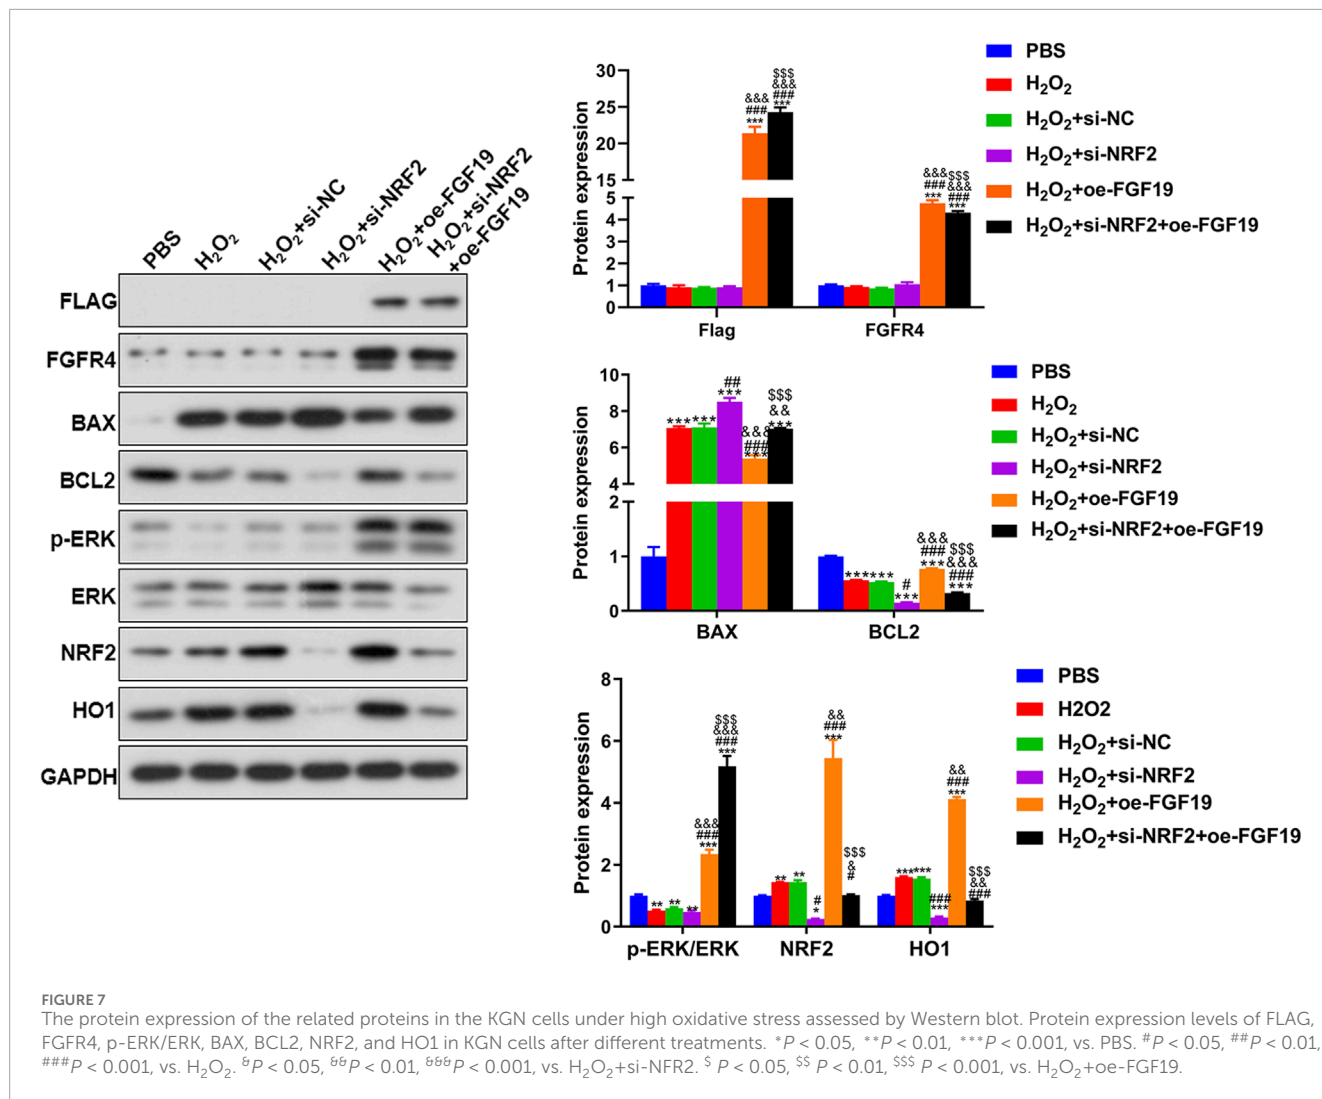 PBS
H₂O₂
H₂O₂+si-NC
H₂O₂+si-NRF2
H₂O₂+oe-FGF19
H₂O₂+si-NRF2
+oe-FGF19
FLAG
FGFR4
BAX
BCL2
p-ERK
ERK
NRF2
HO1
GAPDH
Protein expression
30
25
20
15
5
4
3
2
1
0
&&&
###
***
$$$
&&&
###
***
&&&
###
***
$$$
&&&
###
***
Flag
FGFR4
PBS
H₂O₂
H₂O₂+si-NC
H₂O₂+si-NRF2
H₂O₂+oe-FGF19
H₂O₂+si-NRF2+oe-FGF19
Protein expression
10
8
6
4
2
1
0
***
***
##
***
&&&
###
***
$$$
&&
***
***
***
#
***
&&&
###
***
$$$
&&&
###
***
BAX
BCL2
PBS
H₂O₂
H₂O₂+si-NC
H₂O₂+si-NRF2
H₂O₂+oe-FGF19
H₂O₂+si-NRF2+oe-FGF19
Protein expression
8
6
4
2
0
**
**
**
&&&
###
***
$$$
&&&
###
***
**
**
#
*
&&
###
***
$$$
&
#
***
***
###
***
&&
###
***
$$$
&&
###
p-ERK/ERK
NRF2
HO1
PBS
H2O2
H₂O₂+si-NC
H₂O₂+si-NRF2
H₂O₂+oe-FGF19
H₂O₂+si-NRF2+oe-FGF19
FIGURE 7
The protein expression of the related proteins in the KGN cells under high oxidative stress assessed by Western blot. Protein expression levels of FLAG,
FGFR4, p-ERK/ERK, BAX, BCL2, NRF2, and HO1 in KGN cells after different treatments. *P < 0.05, **P < 0.01, ***P < 0.001, vs. PBS. #P < 0.05, ##P < 0.01,
###P < 0.001, vs. H₂O₂. &P < 0.05, &&P < 0.01, &&&P < 0.001, vs. H₂O₂+si-NFR2. $ P < 0.05, $$ P < 0.01, $$$ P < 0.001, vs. H₂O₂+oe-FGF19.